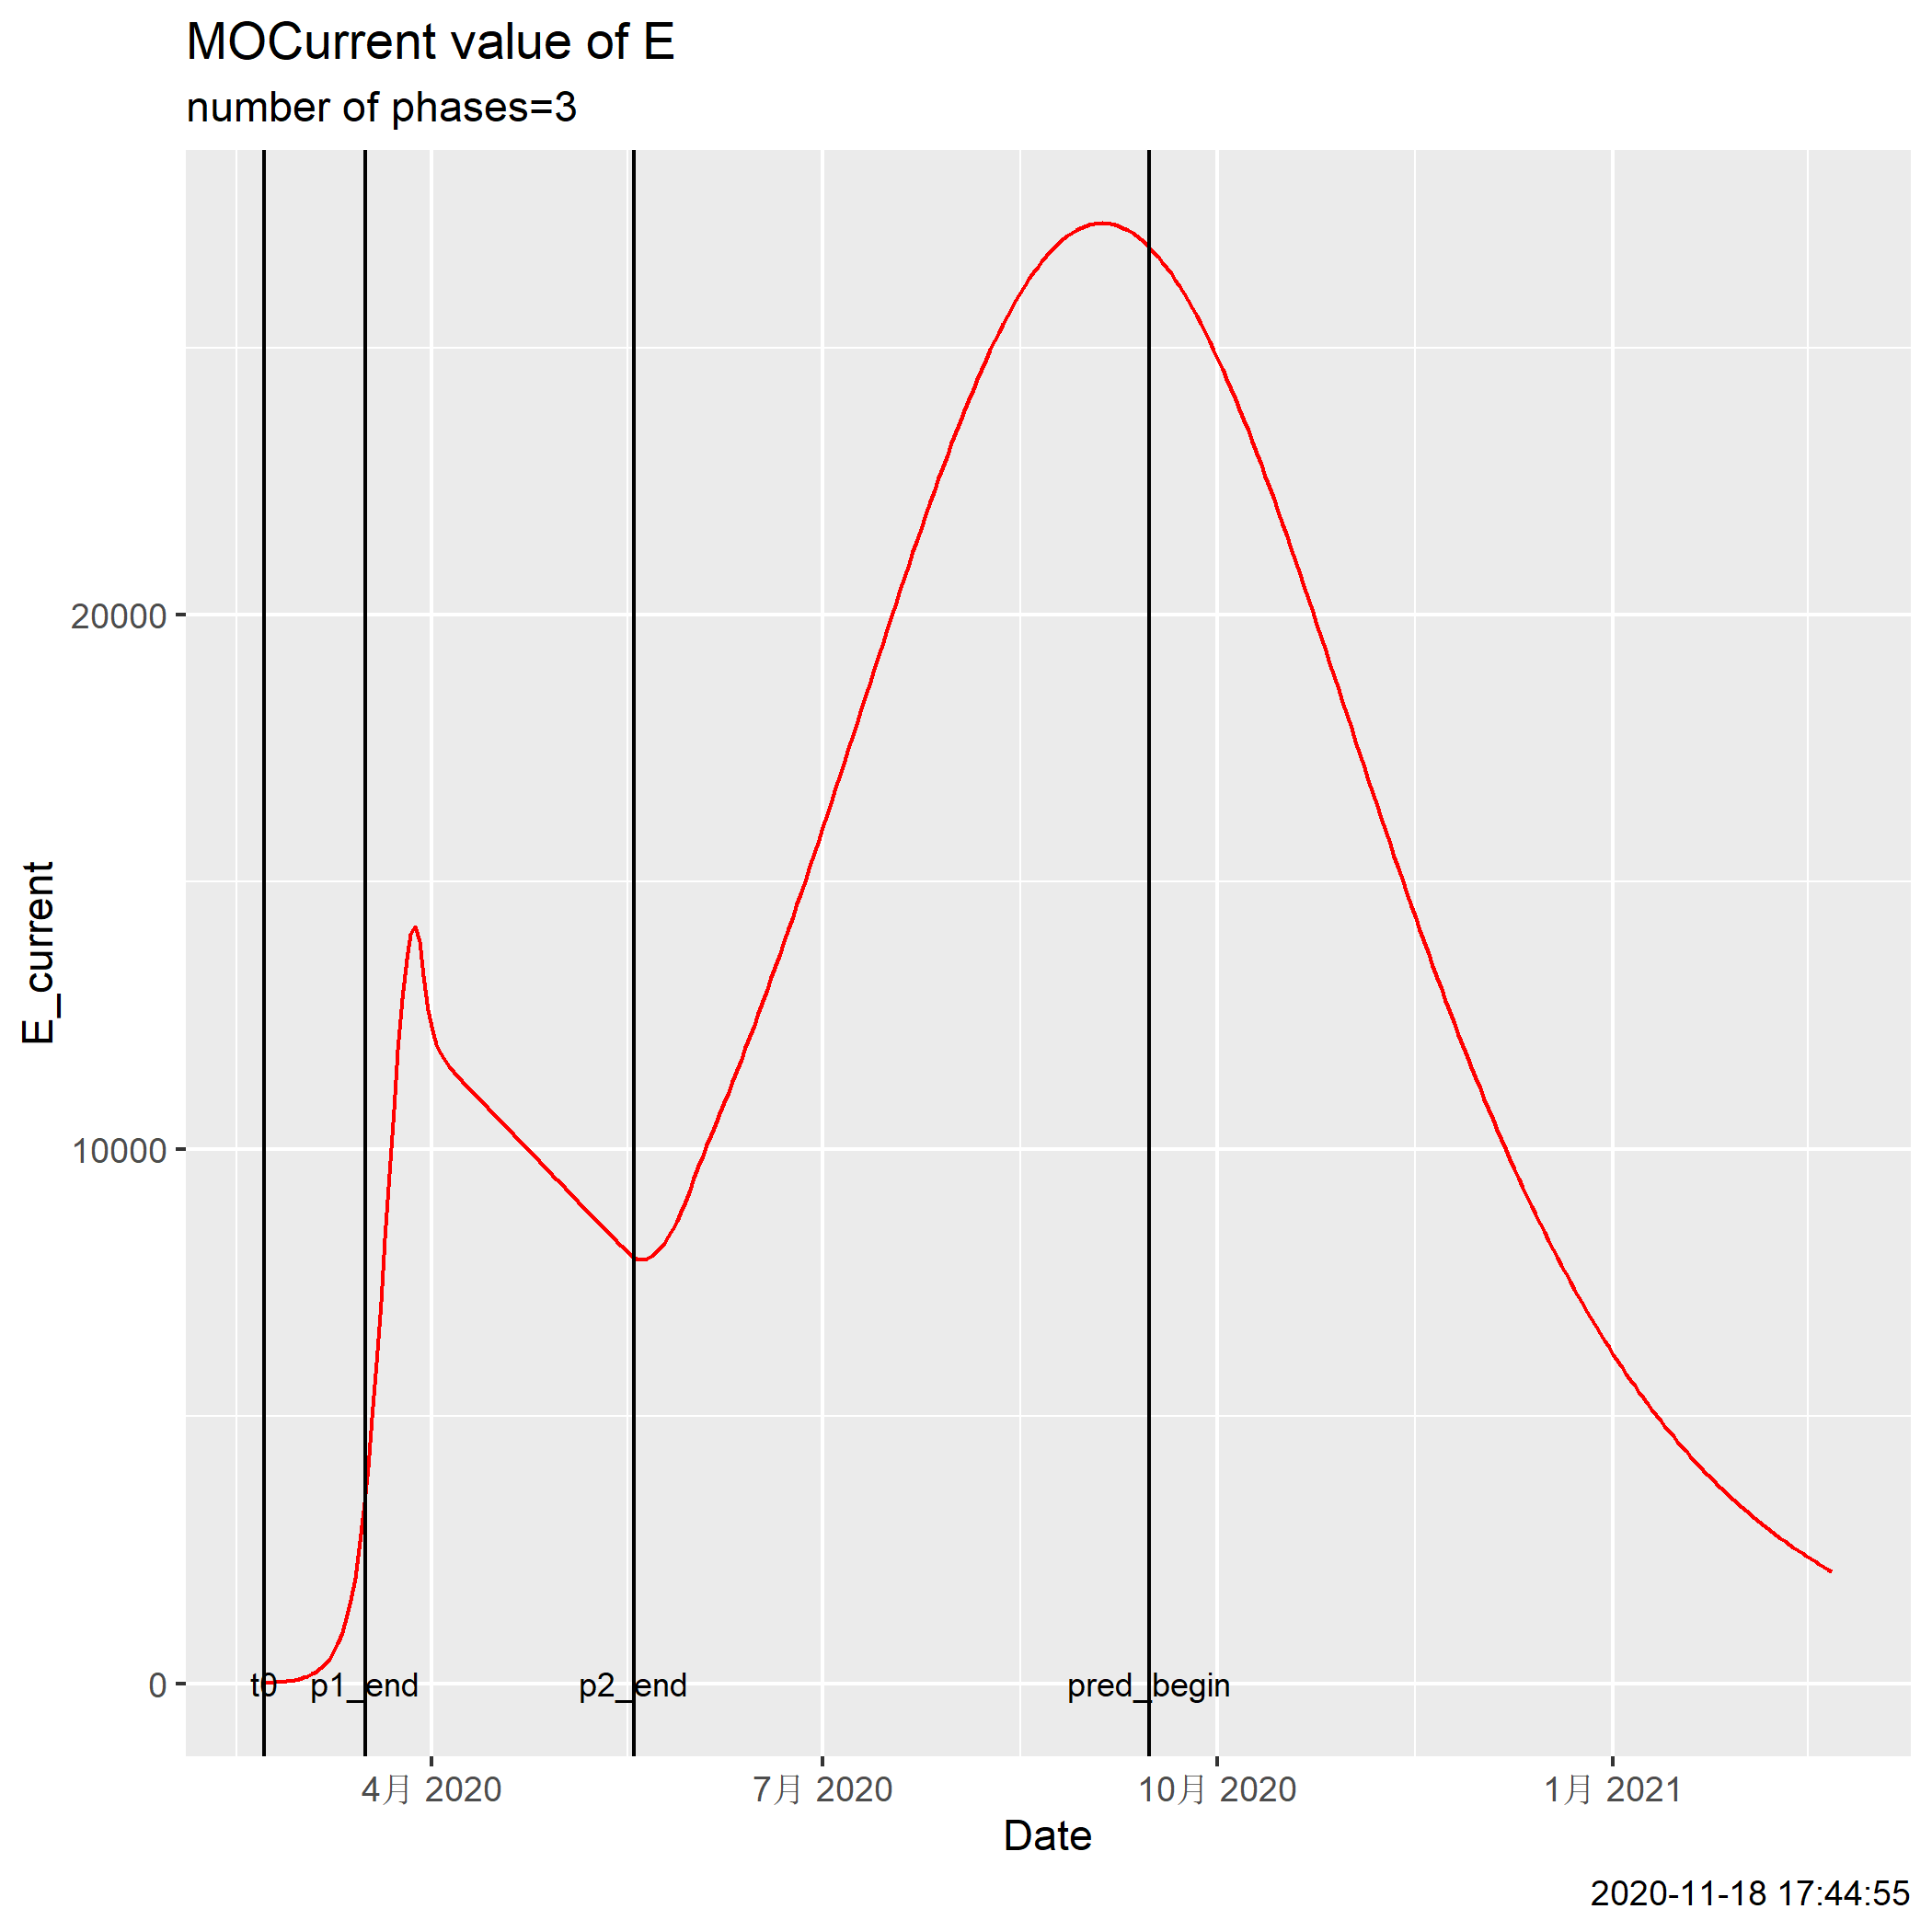 MOCurrent value of E
number of phases=3
E_current
20000
10000
0
t0 p1_end p2_end pred_begin
4月 2020 7月 2020 10月 2020 1月 2021
Date
2020-11-18 17:44:55